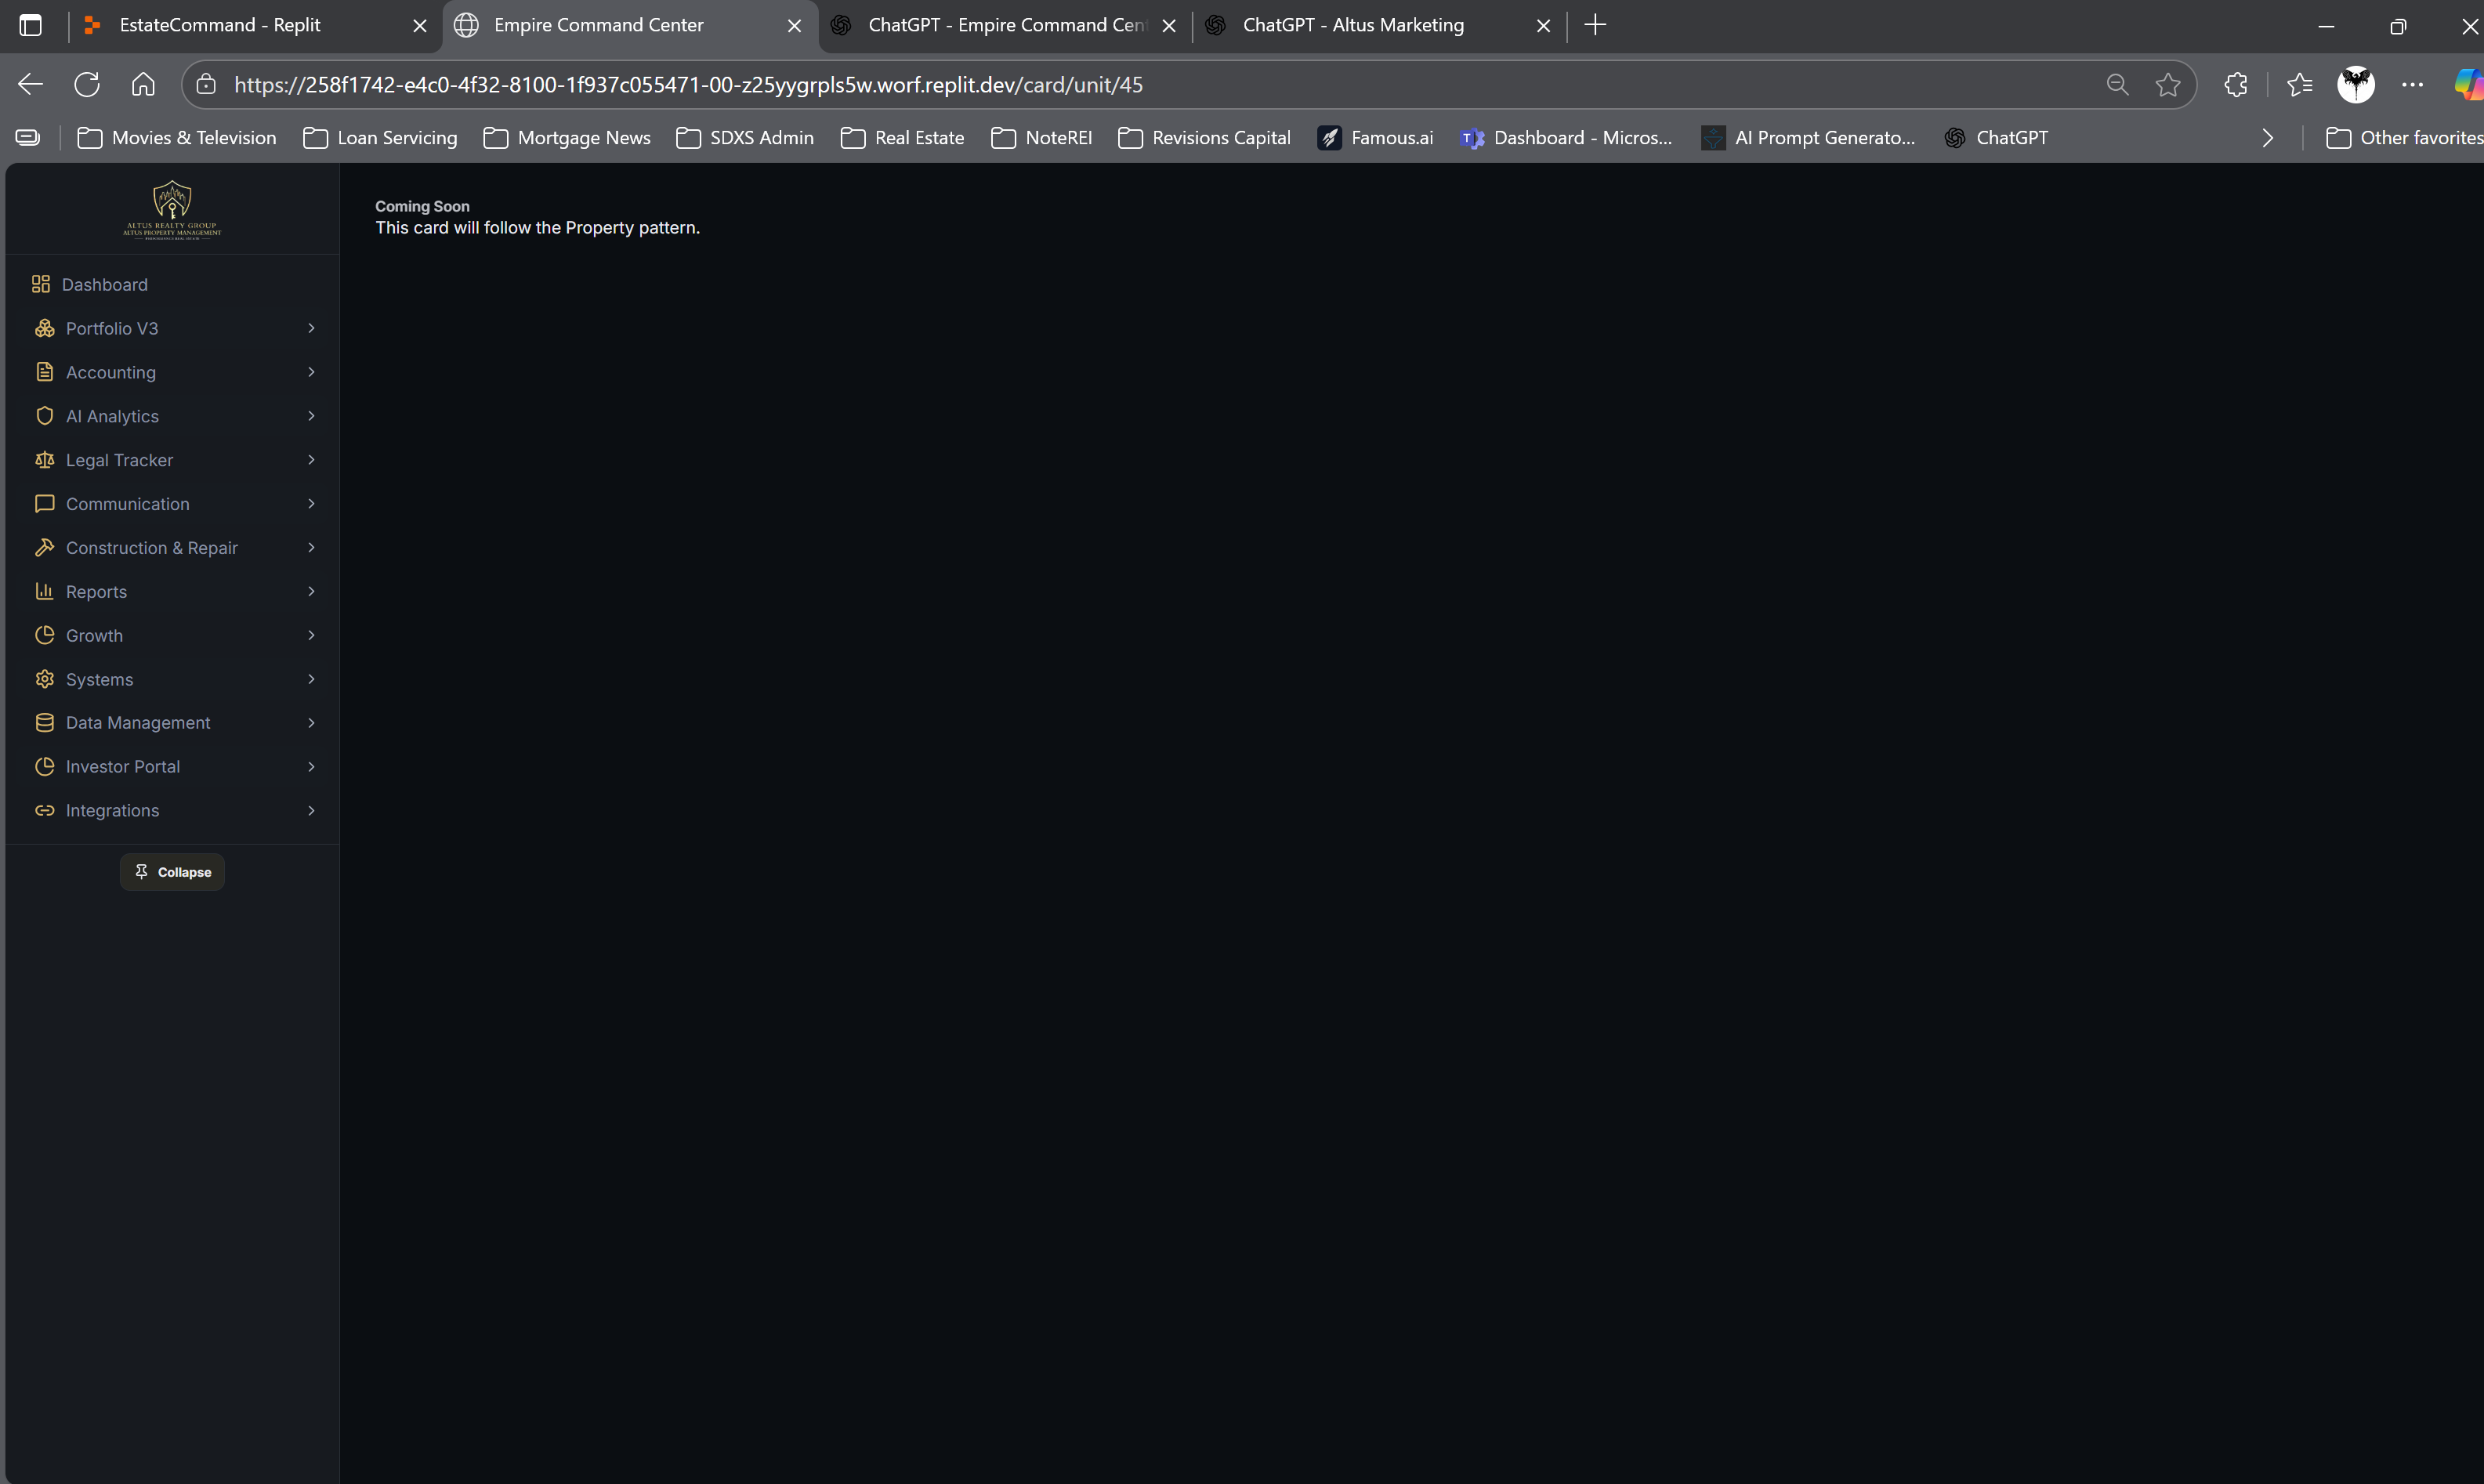 EstateCommand - Replit
Empire Command Center
ChatGPT - Empire Command Cen
ChatGPT - Altus Marketing
https://258f1742-e4c0-4f32-8100-1f937c055471-00-z25yygrpls5w.worf.replit.dev/card/unit/45
Movies & Television
Loan Servicing
Mortgage News
SDXS Admin
Real Estate
NoteREI
Revisions Capital
Famous.ai
Dashboard - Micros...
AI Prompt Generato...
ChatGPT
Other favorites
ALTUS REALTY GROUP
ALTUS PROPERTY MANAGEMENT
Coming Soon
This card will follow the Property pattern.
Dashboard
Portfolio V3
Accounting
AI Analytics
Legal Tracker
Communication
Construction & Repair
Reports
Growth
Systems
Data Management
Investor Portal
Integrations
Collapse